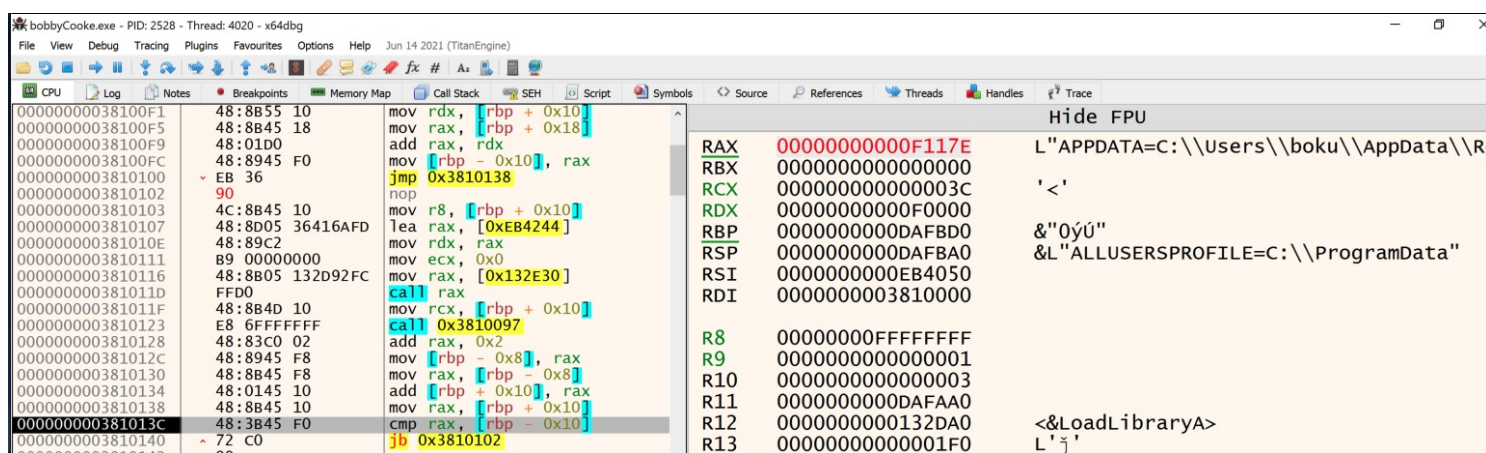 bobbyCooke.exe - PID: 2528 - Thread: 4020 - x64dbg
File View Debug Tracing Plugins Favourites Options Help Jun 14 2021 (TitanEngine)
CPU Log Notes Breakpoints Memory Map Call Stack SEH Script Symbols Source References Threads Handles Trace
00000000038100F1 48:8B55 10 mov rdx, [rbp + 0x10]
00000000038100F5 48:8B45 18 mov rax, [rbp + 0x18]
00000000038100F9 48:01D0 add rax, rdx
00000000038100FC 48:8945 F0 mov [rbp - 0x10], rax
0000000003810100 EB 36 jmp 0x3810138
0000000003810102 90 nop
0000000003810103 4C:8B45 10 mov r8, [rbp + 0x10]
0000000003810107 48:8D05 36416AFD lea rax, [0xEB4244]
000000000381010E 48:89C2 mov rdx, rax
0000000003810111 B9 00000000 mov ecx, 0x0
0000000003810116 48:8B05 132D92FC mov rax, [0x132E30]
000000000381011D FFD0 call rax
000000000381011F 48:8B4D 10 mov rcx, [rbp + 0x10]
0000000003810123 E8 6FFFFFFF call 0x3810097
0000000003810128 48:83C0 02 add rax, 0x2
000000000381012C 48:8945 F8 mov [rbp - 0x8], rax
0000000003810130 48:8B45 F8 mov rax, [rbp - 0x8]
0000000003810134 48:0145 10 add [rbp + 0x10], rax
0000000003810138 48:8B45 10 mov rax, [rbp + 0x10]
000000000381013C 48:3B45 F0 cmp rax, [rbp - 0x10]
0000000003810140 72 C0 jb 0x3810102
Hide FPU
RAX 00000000000F117E L"APPDATA=C:\\Users\\boku\\AppData\\R
RBX 0000000000000000
RCX 000000000000003C '<'
RDX 00000000000F0000
RBP 0000000000DAFBD0 &"0ýÚ"
RSP 0000000000DAFBA0 &L"ALLUSERSPROFILE=C:\\ProgramData"
RSI 0000000000EB4050
RDI 0000000003810000
R8 00000000FFFFFFFF
R9 0000000000000001
R10 0000000000000003
R11 0000000000DAFAA0
R12 0000000000132DA0 <&LoadLibraryA>
R13 00000000000001F0 L'ǰ'